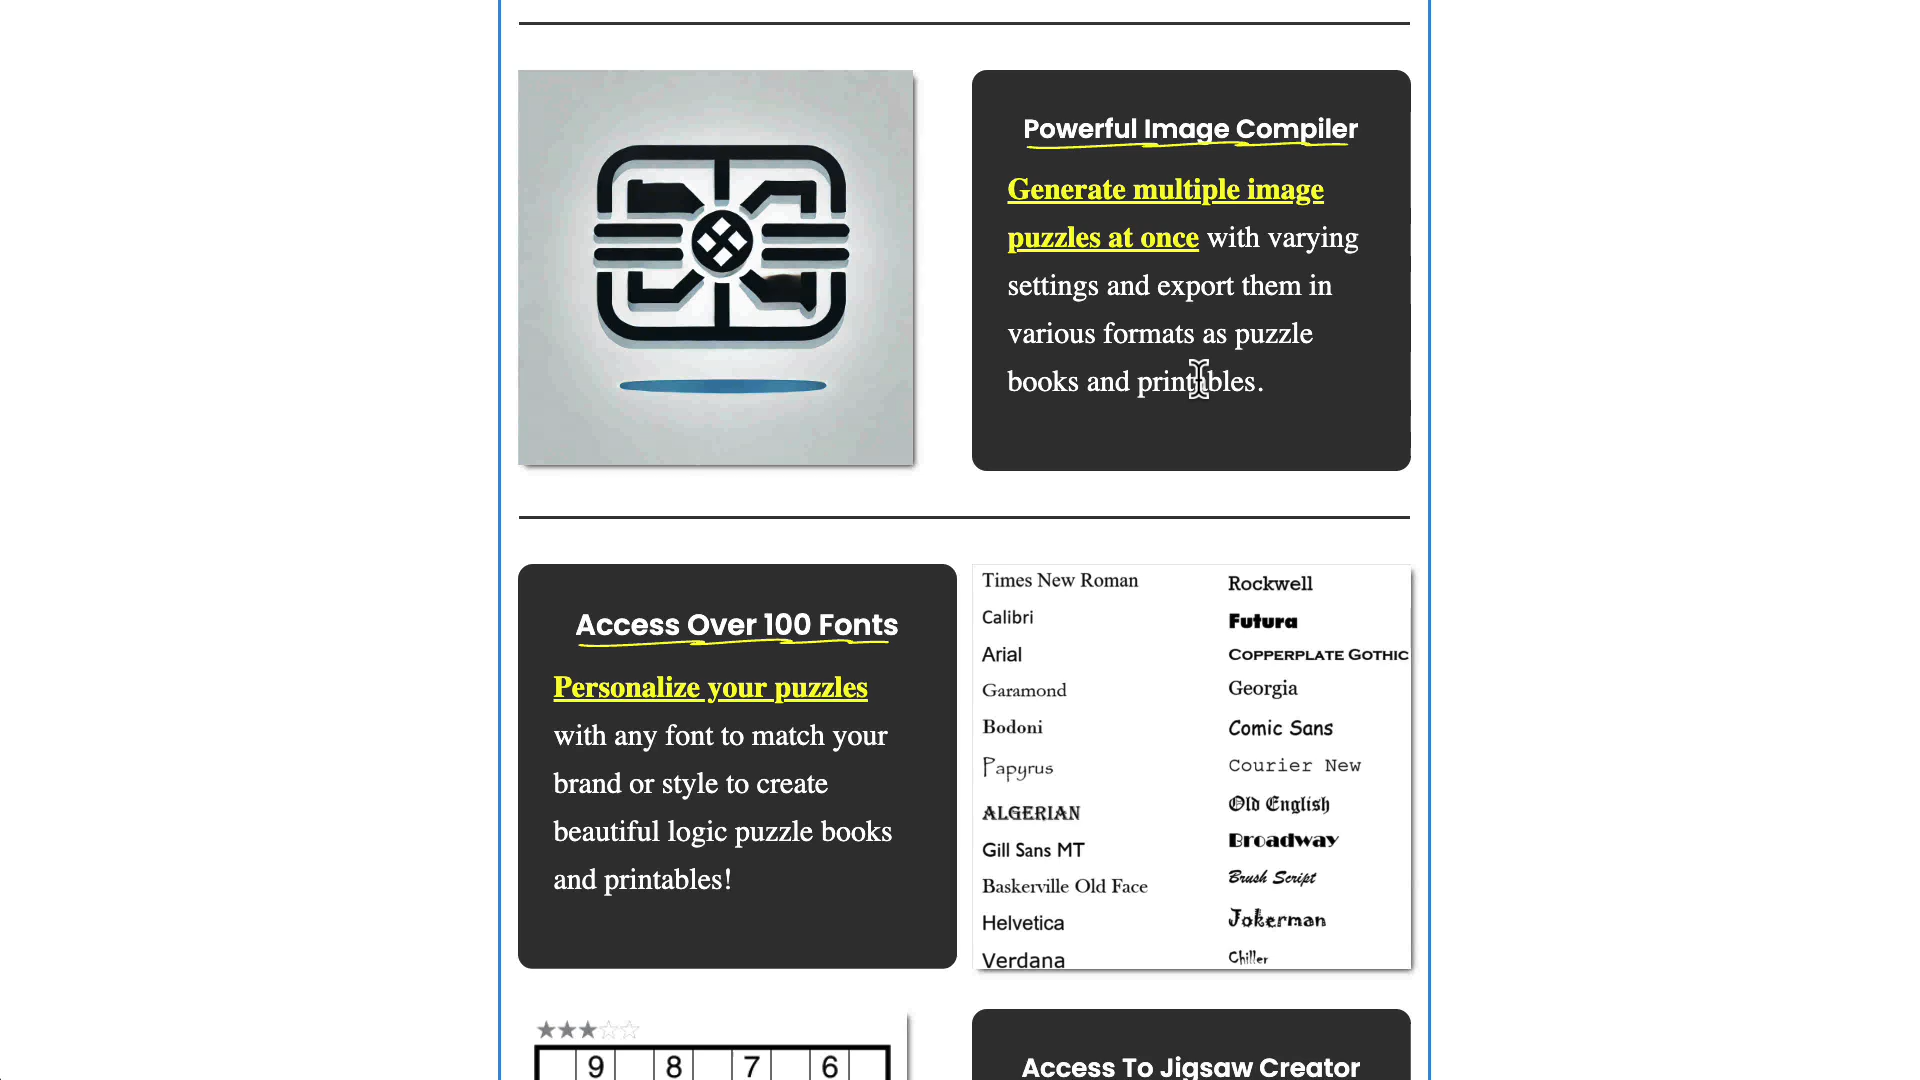 Powerful Image Compiler
Generate multiple image
puzzles at once with varying
settings and export them in
various formats as puzzle
books and printables.
Access Over 100 Fonts
Personalize your puzzles
with any font to match your
brand or style to create
beautiful logic puzzle books
and printables!
Times New Roman
Calibri
Arial
Garamond
Bodoni
Papyrus
ALGERIAN
Gill Sans MT
Baskerville Old Face
Helvetica
Verdana
Rockwell
Futura
COPPERPLATE GOTHIC
Georgia
Comic Sans
Courier New
Old English
Broadway
Brush Script
Jokerman
Chiller
9 8 7 6
Access To Jigsaw Creator